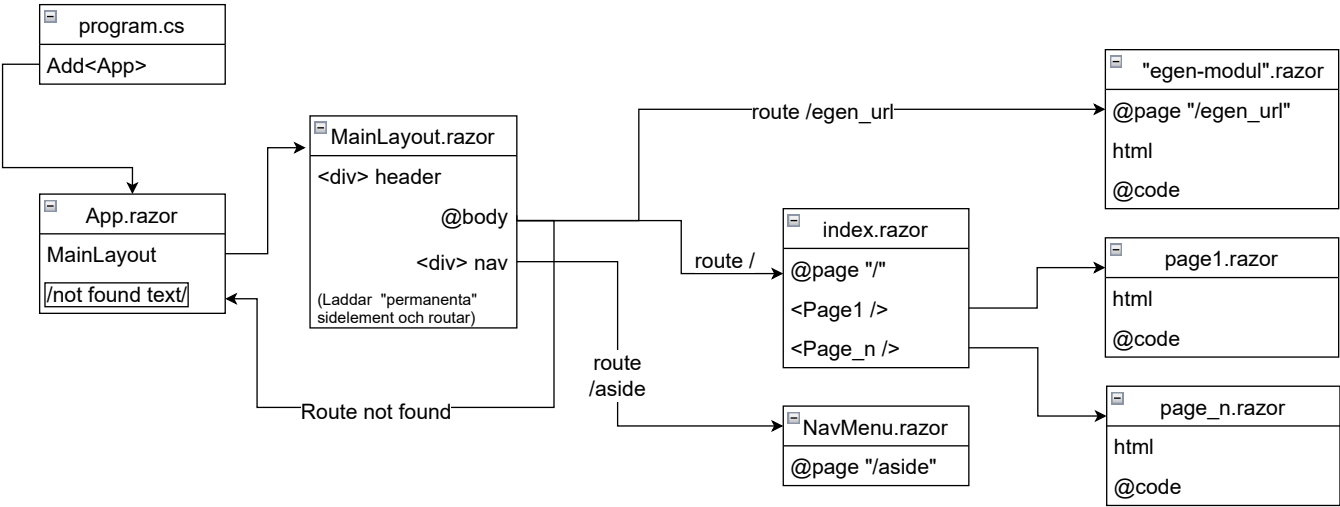 program.cs
Add<App>
App.razor
MainLayout
/not found text/
MainLayout.razor
<div> header
@body
<div> nav
(Laddar "permanenta"
sidelement och routar)
Route not found
route /egen_url
route /
route
/aside
"egen-modul".razor
@page "/egen_url"
html
@code
index.razor
@page "/"
<Page1 />
<Page_n />
NavMenu.razor
@page "/aside"
page1.razor
html
@code
page_n.razor
html
@code